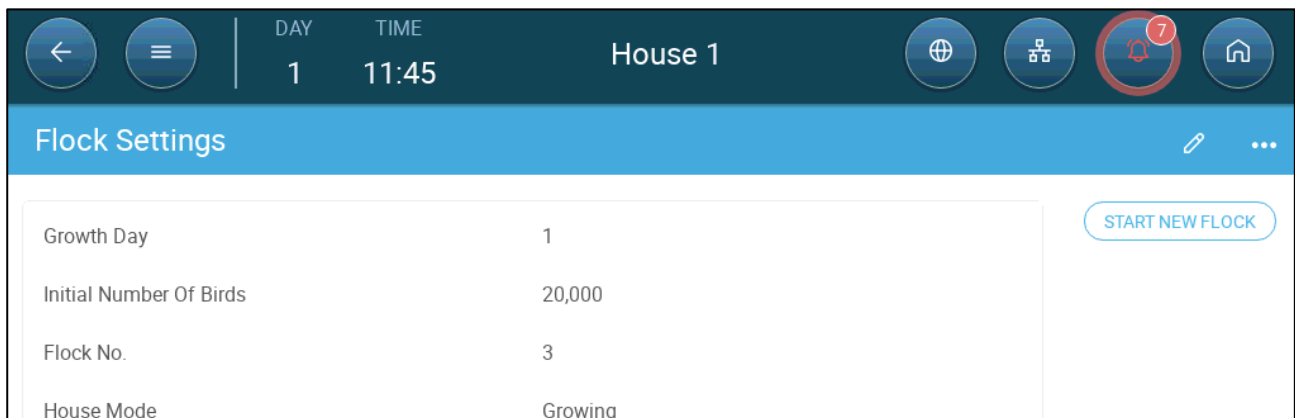 DAY TIME
1 11:45
House 1
7
Flock Settings
START NEW FLOCK
Growth Day 1
Initial Number Of Birds 20,000
Flock No. 3
House Mode Growing